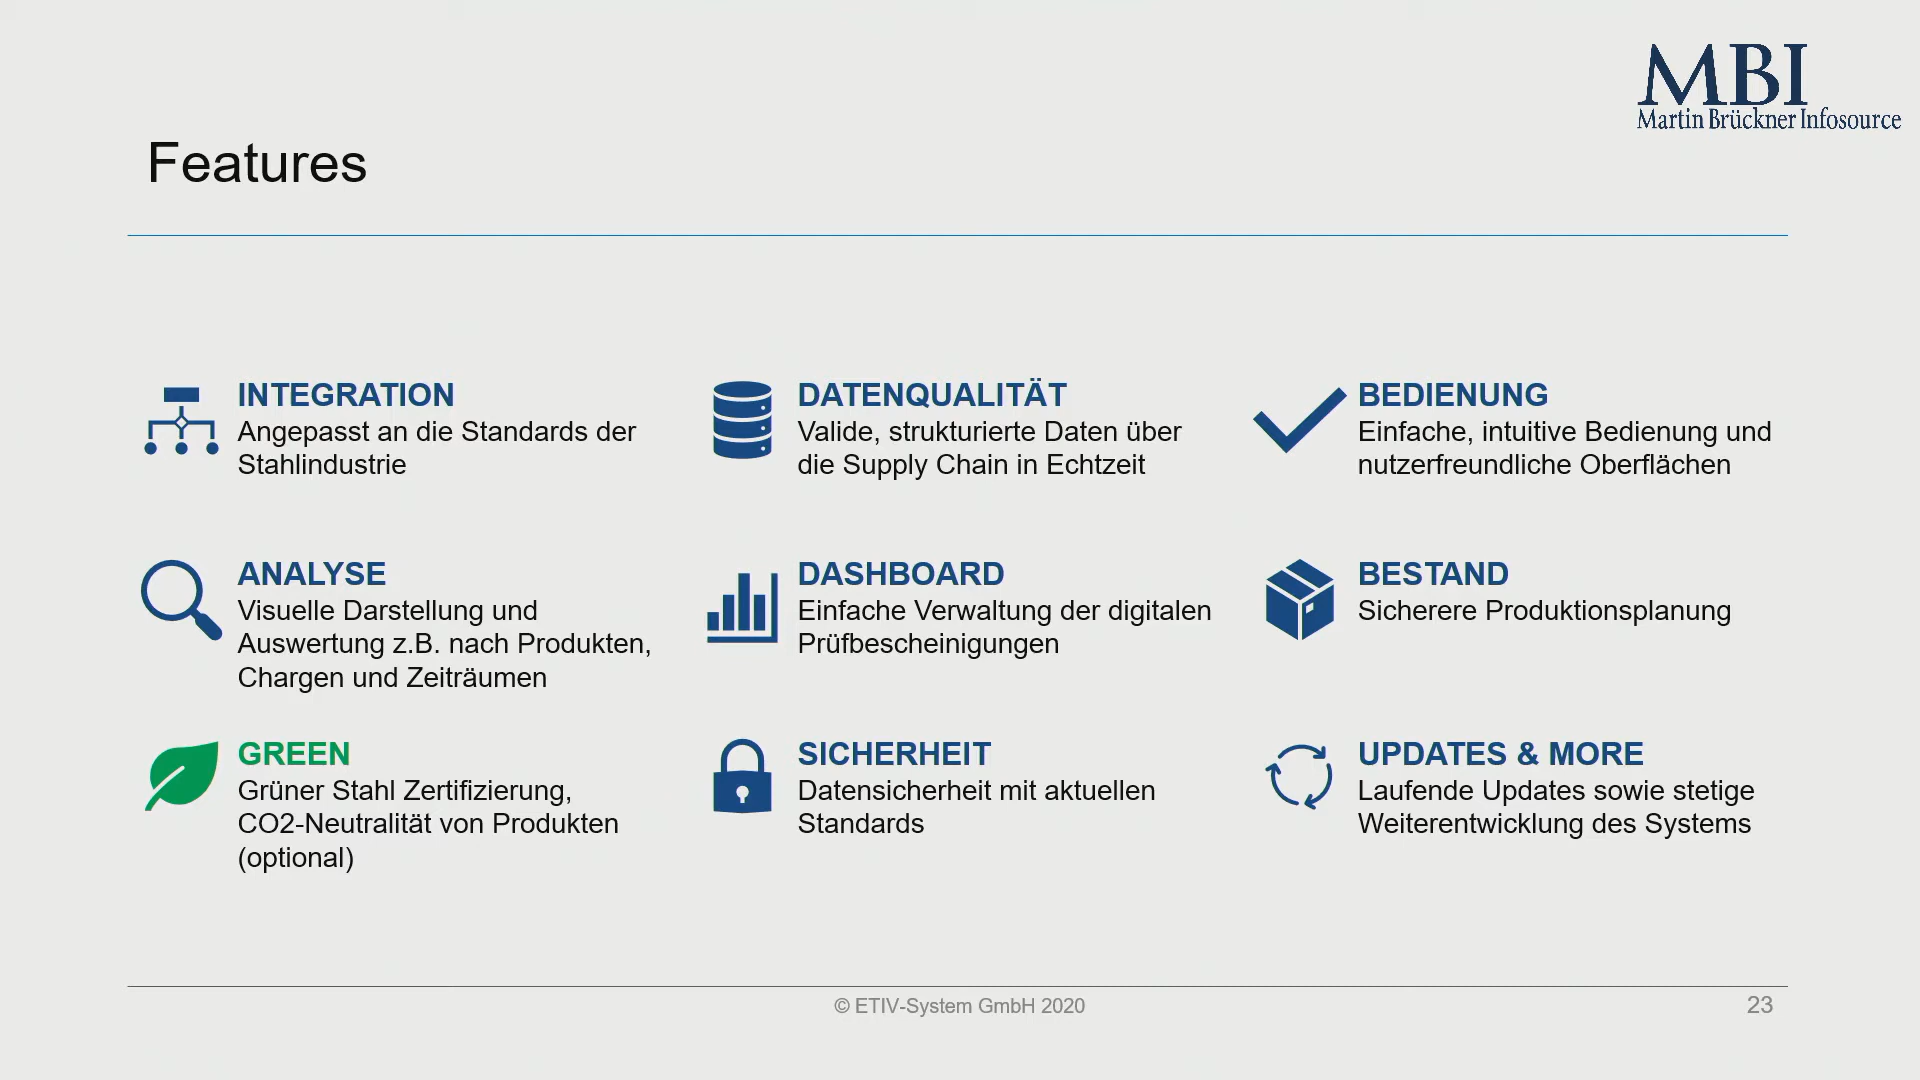 MBI
Martin Brückner Infosource
Features
INTEGRATION
Angepasst an die Standards der
Stahlindustrie
DATENQUALITÄT
Valide, strukturierte Daten über
die Supply Chain in Echtzeit
BEDIENUNG
Einfache, intuitive Bedienung und
nutzerfreundliche Oberflächen
ANALYSE
Visuelle Darstellung und
Auswertung z.B. nach Produkten,
Chargen und Zeiträumen
DASHBOARD
Einfache Verwaltung der digitalen
Prüfbescheinigungen
BESTAND
Sicherere Produktionsplanung
GREEN
Grüner Stahl Zertifizierung,
CO2-Neutralität von Produkten
(optional)
SICHERHEIT
Datensicherheit mit aktuellen
Standards
UPDATES & MORE
Laufende Updates sowie stetige
Weiterentwicklung des Systems
© ETIV-System GmbH 2020
23